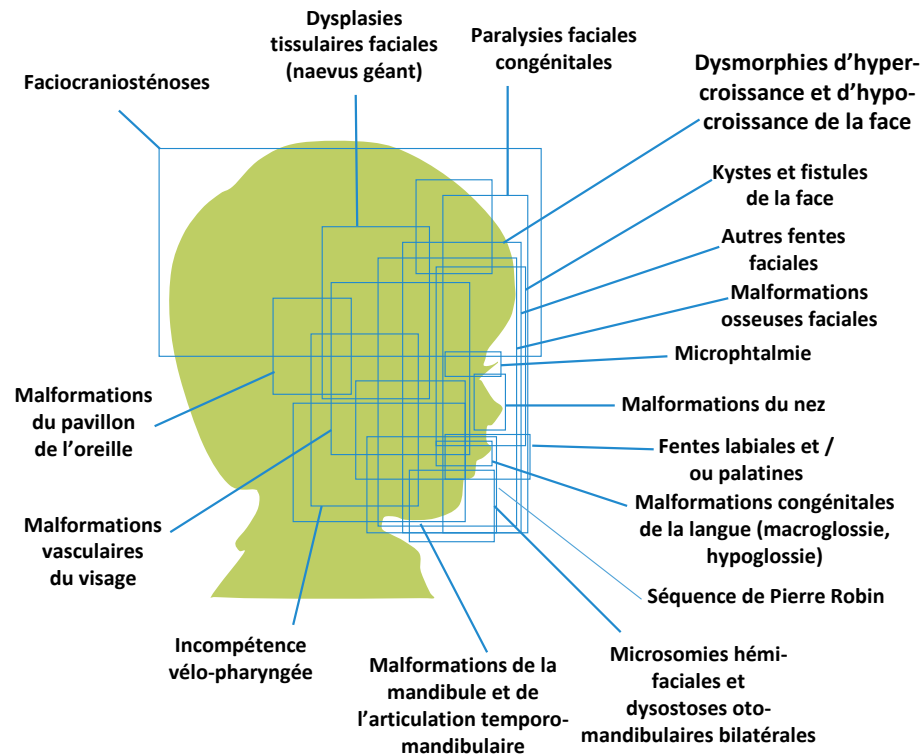 Dysplasies
tissulaires faciales
(naevus géant)
Paralysies faciales
congénitales
Faciocraniosténoses
Dysmorphies d'hyper-
croissance et d'hypo-
croissance de la face
Kystes et fistules
de la face
Autres fentes
faciales
Malformations
osseuses faciales
Microphtalmie
Malformations du nez
Fentes labiales et /
ou palatines
Malformations congénitales
de la langue (macroglossie,
hypoglossie)
Séquence de Pierre Robin
Microsomies hémi-
faciales et
dysostoses oto-
mandibulaires bilatérales
Malformations de la
mandibule et de
l'articulation temporo-
mandibulaire
Incompétence
vélo-pharyngée
Malformations
vasculaires
du visage
Malformations
du pavillon
de l'oreille